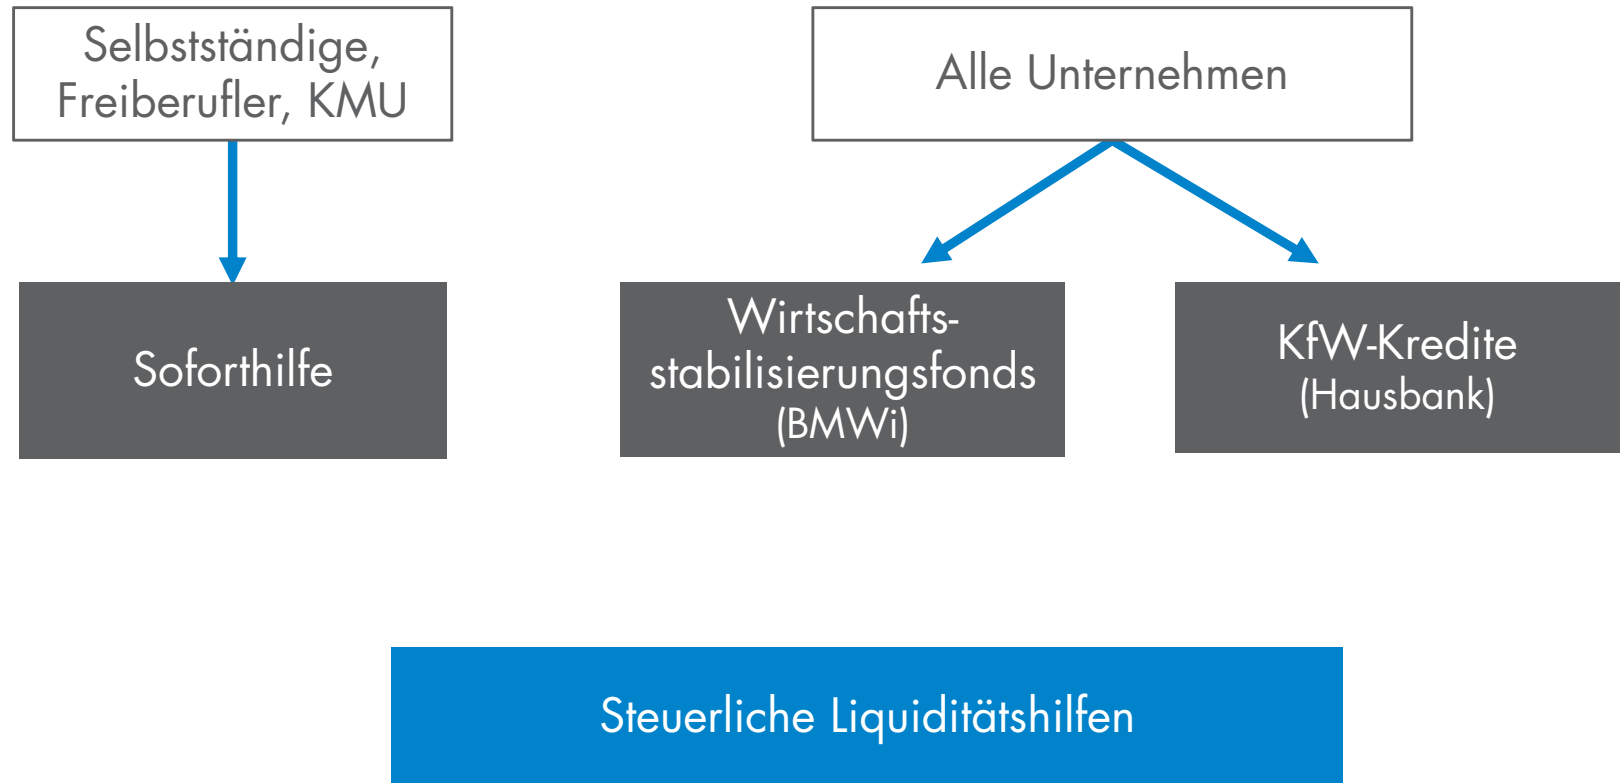 Selbstständige,
Freiberufler, KMU
Alle Unternehmen
Soforthilfe
Wirtschafts-
stabilisierungsfonds
(BMWi)
KfW-Kredite
(Hausbank)
Steuerliche Liquiditätshilfen